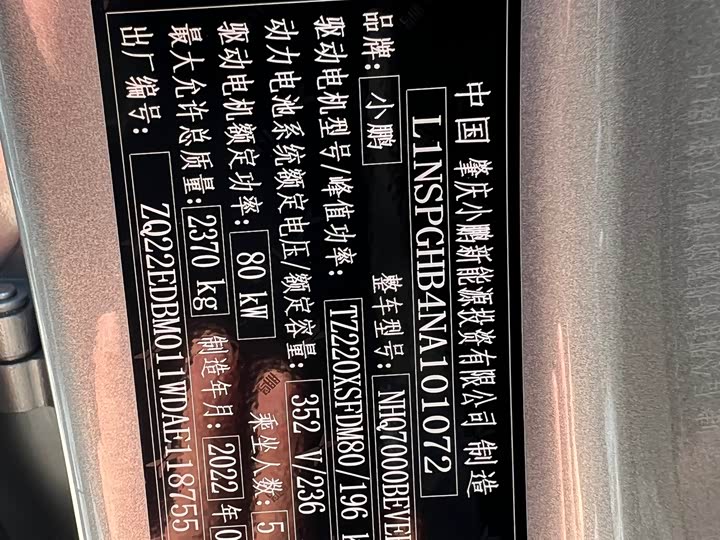 中国 肇庆小鹏新能源投资有限公司 制造
L1NSPGHB4NA101072
品牌: 小鹏 整车型号: NHQ7000BEVE
驱动电机型号/峰值功率: TZ220XSFDM80/196
动力电池系统额定电压/额定容量: 352 V/236
驱动电机额定功率: 80 kW 乘坐人数: 5
最大允许总质量: 2370 kg 制造年月: 2022 年0
出厂编号: ZQ22EDBM011WDAE118755